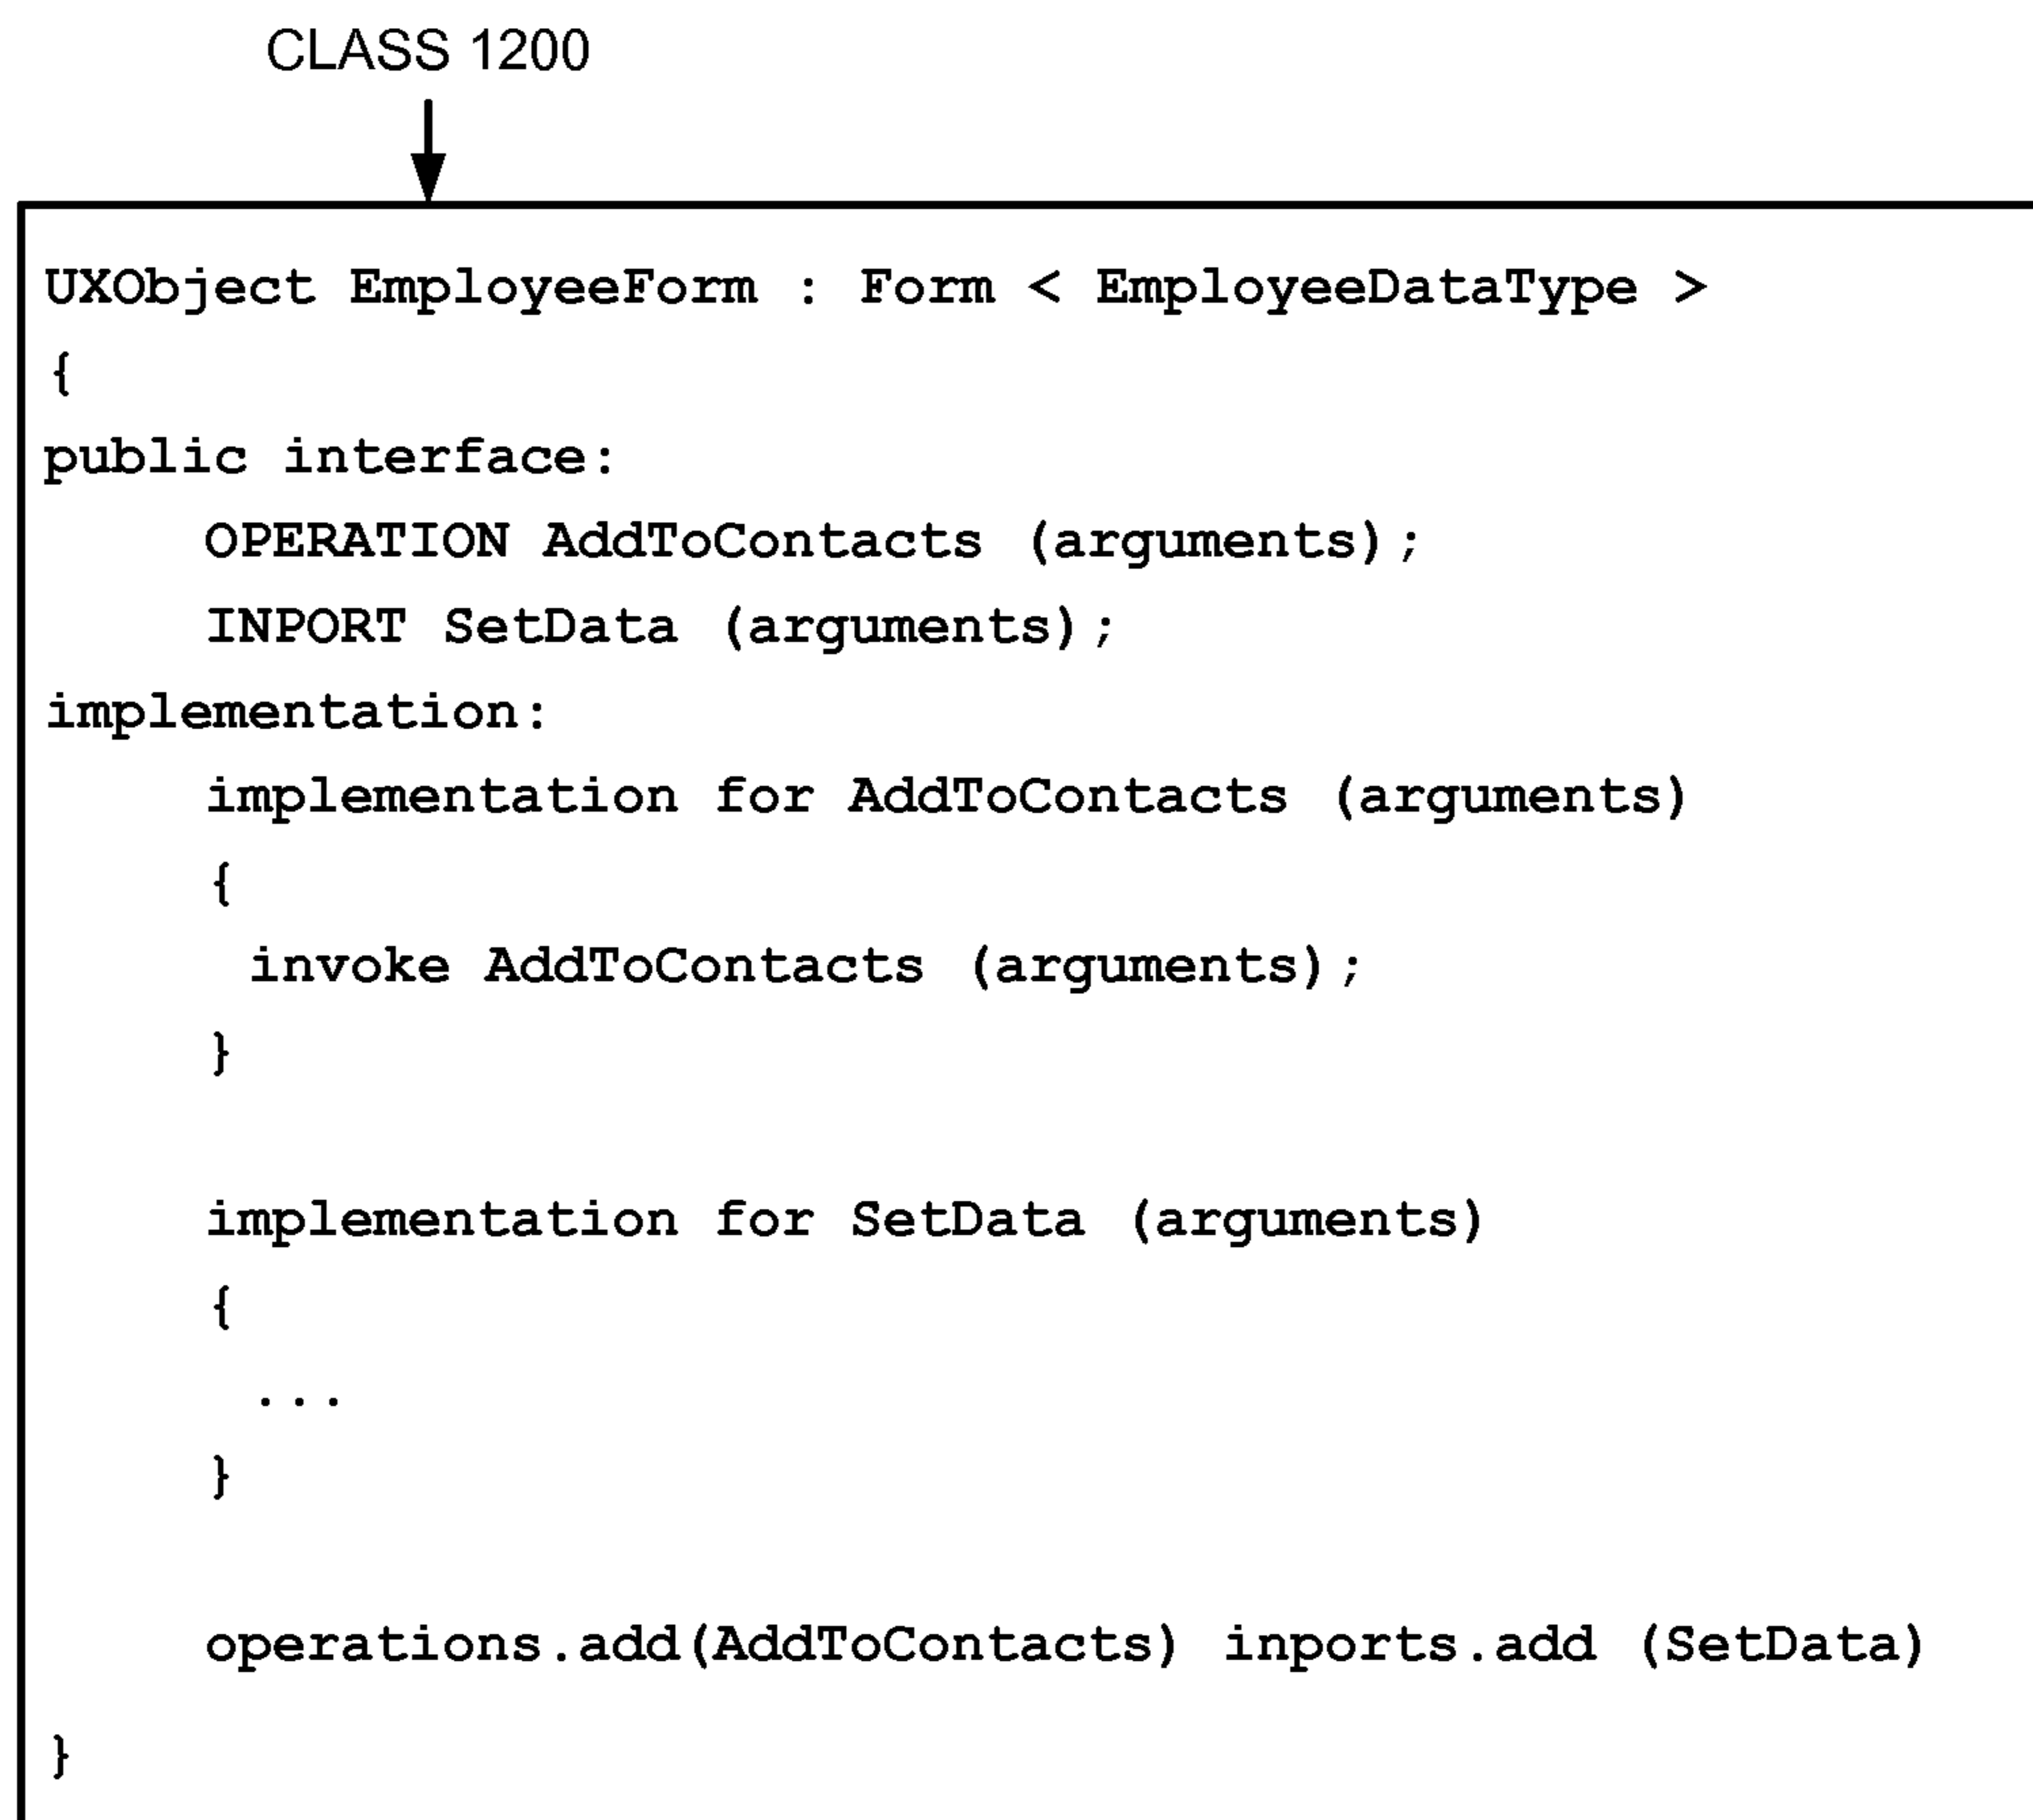 CLASS 1200
UXObject EmployeeForm : Form < EmployeeDataType >
{
public interface:
OPERATION AddToContacts (arguments);
INPORT SetData (arguments);
implementation:
implementation for AddToContacts (arguments)
{
invoke AddToContacts (arguments);
}
implementation for SetData (arguments)
{
...
}
operations.add(AddToContacts) inports.add (SetData)
}